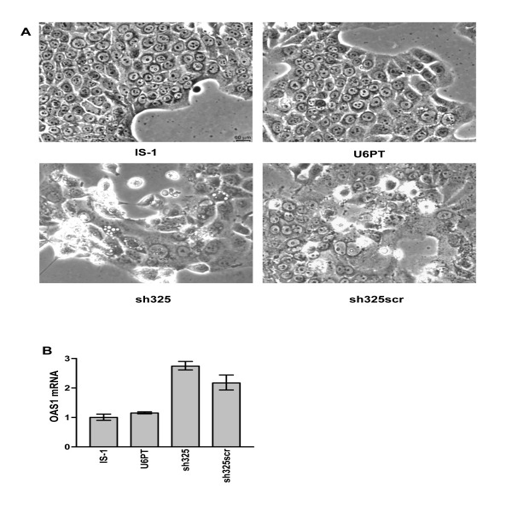 A
IS-1
U6PT
sh325
sh325scr
B
OAS1 mRNA
3
2
1
0
IS-1
U6PT
sh325
sh325scr